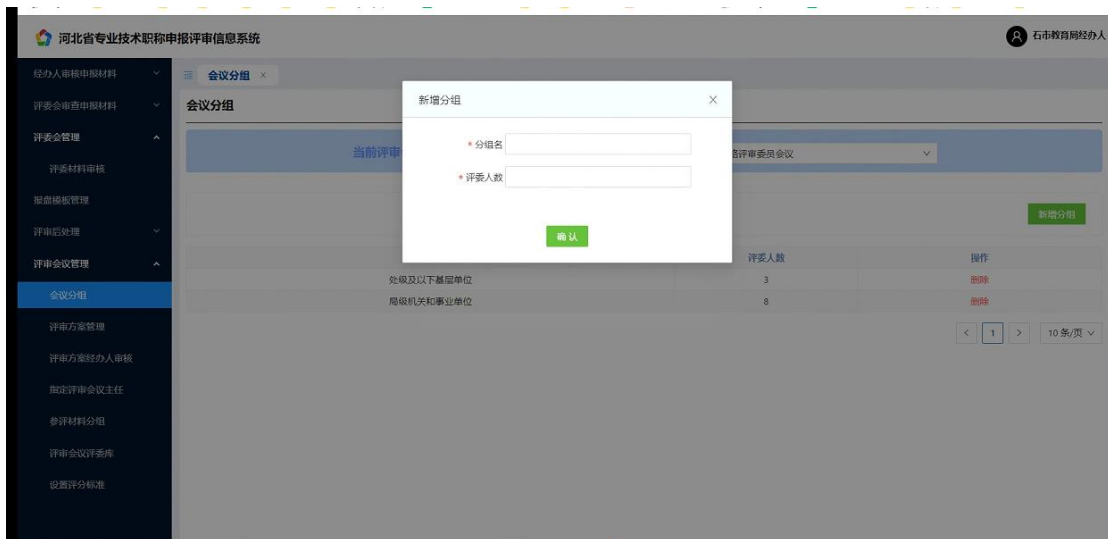 河北省专业技术职称申报评审信息系统
石市教育局经办人
经办人审核申报材料
评委会审查申报材料
评委会管理
评委材料审核
报盘模板管理
评审后处理
评审会议管理
会议分组
评审方案管理
评审方案经办人审核
指定评审会议主任
参评材料分组
评审会议评委库
设置评分标准
会议分组 ×
会议分组
当前评审
评审委员会议
新增分组
评委人数 操作
处级及以下基层单位 3 删除
局级机关和事业单位 8 删除
< 1 > 10 条/页
新增分组 ×
* 分组名
* 评委人数
确 认